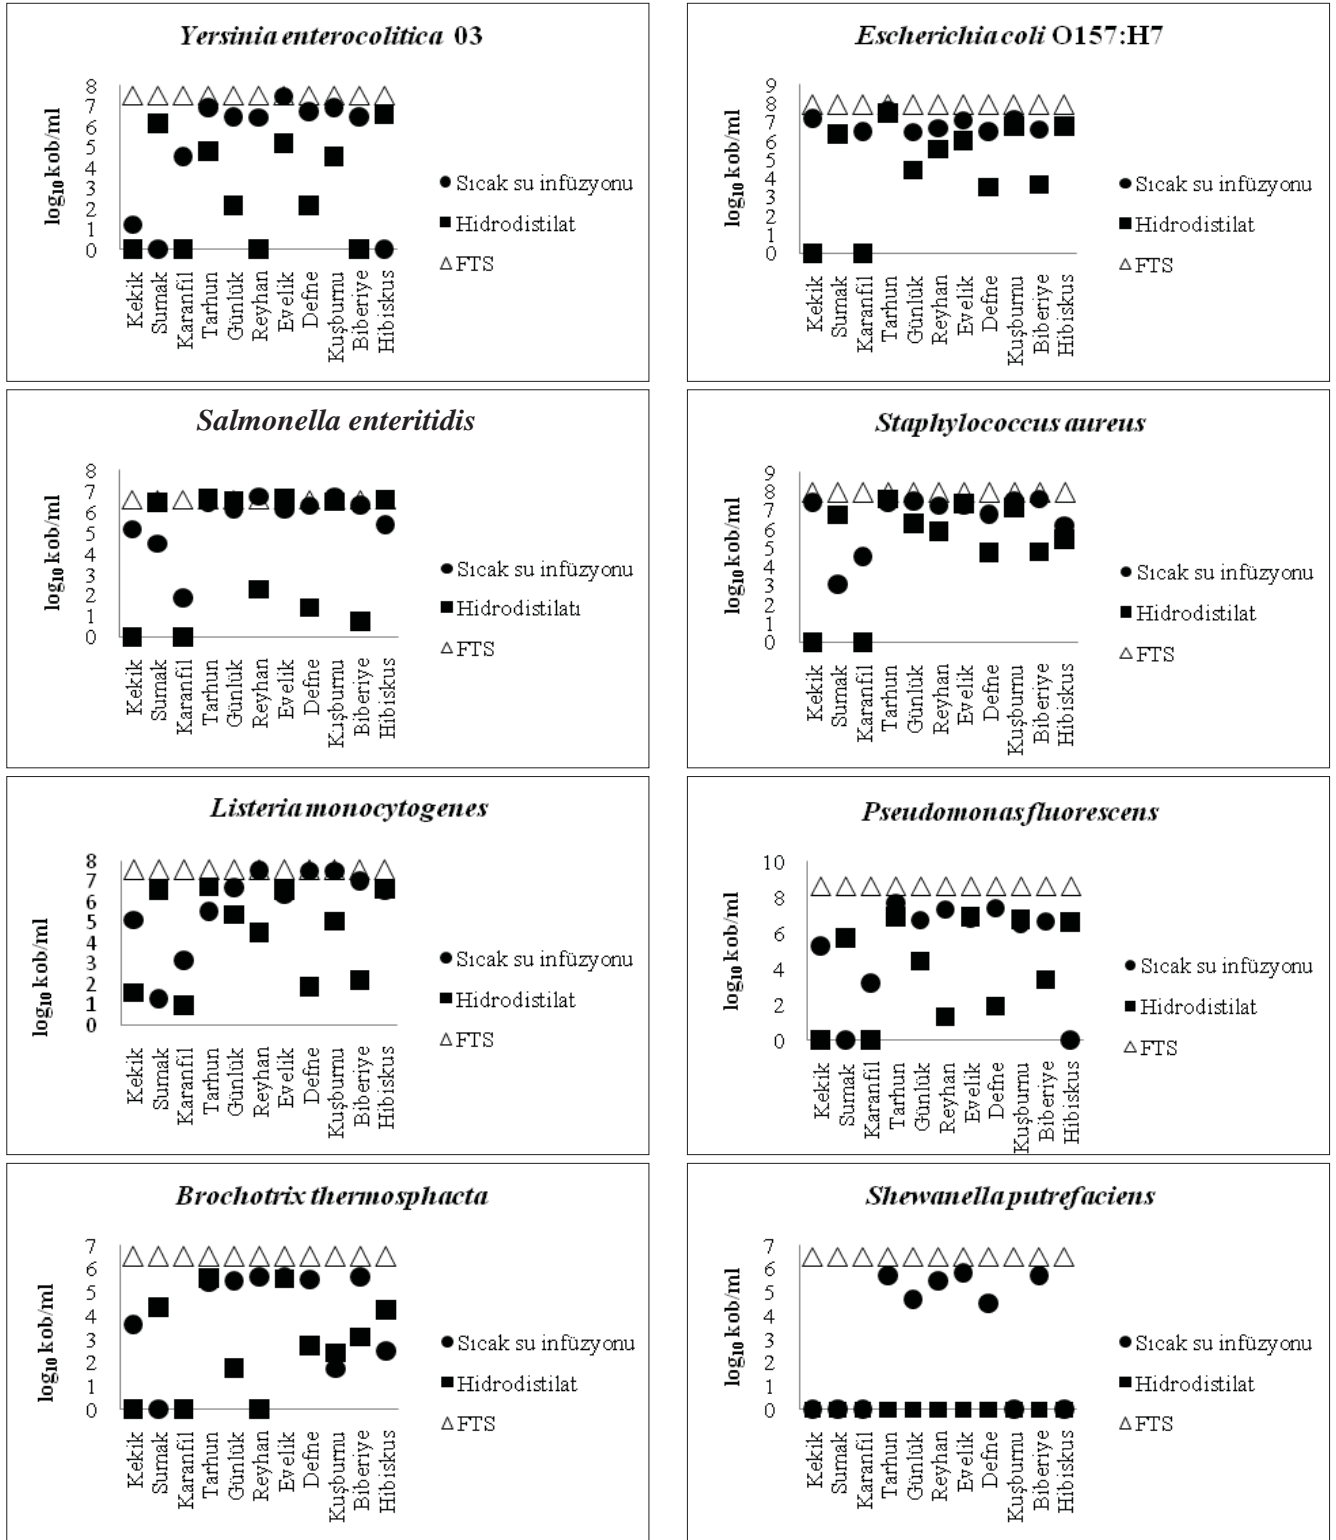 Yersinia enterocolitica 03
log10 kob/ml
8
7
6
5
4
3
2
1
0
Kekik
Sumak
Karanfil
Tarhun
Günlük
Reyhan
Evelik
Defne
Kuşburnu
Biberiye
Hibiskus
Sıcak su infüzyonu
Hidrodistilat
FTS
Escherichia coli O157:H7
log10 kob/ml
9
8
7
6
5
4
3
2
1
0
Kekik
Sumak
Karanfil
Tarhun
Günlük
Reyhan
Evelik
Defne
Kuşburnu
Biberiye
Hibiskus
Sıcak su infüzyonu
Hidrodistilat
FTS
Salmonella enteritidis
log10 kob/ml
8
7
6
5
4
3
2
1
0
Kekik
Sumak
Karanfil
Tarhun
Günlük
Reyhan
Evelik
Defne
Kuşburnu
Biberiye
Hibiskus
Sıcak su infüzyonu
Hidrodistilatı
FTS
Staphylococcus aureus
log10 kob/ml
9
8
7
6
5
4
3
2
1
0
Kekik
Sumak
Karanfil
Tarhun
Günlük
Reyhan
Evelik
Defne
Kuşburnu
Biberiye
Hibiskus
Sıcak su infüzyonu
Hidrodistilat
FTS
Listeria monocytogenes
log10 kob/ml
8
7
6
5
4
3
2
1
0
Kekik
Sumak
Karanfil
Tarhun
Günlük
Reyhan
Evelik
Defne
Kuşburnu
Biberiye
Hibiskus
Sıcak su infüzyonu
Hidrodistilat
FTS
Pseudomonas fluorescens
log10 kob/ml
10
8
6
4
2
0
Kekik
Sumak
Karanfil
Tarhun
Günlük
Reyhan
Evelik
Defne
Kuşburnu
Biberiye
Hibiskus
Sıcak su infüzyonu
Hidrodistilat
FTS
Brochotrix thermosphacta
log10 kob/ml
7
6
5
4
3
2
1
0
Kekik
Sumak
Karanfil
Tarhun
Günlük
Reyhan
Evelik
Defne
Kuşburnu
Biberiye
Hibiskus
Sıcak su infüzyonu
Hidrodistilat
FTS
Shewanella putrefaciens
log10 kob/ml
7
6
5
4
3
2
1
0
Kekik
Sumak
Karanfil
Tarhun
Günlük
Reyhan
Evelik
Defne
Kuşburnu
Biberiye
Hibiskus
Sıcak su infüzyonu
Hidrodistilat
FTS